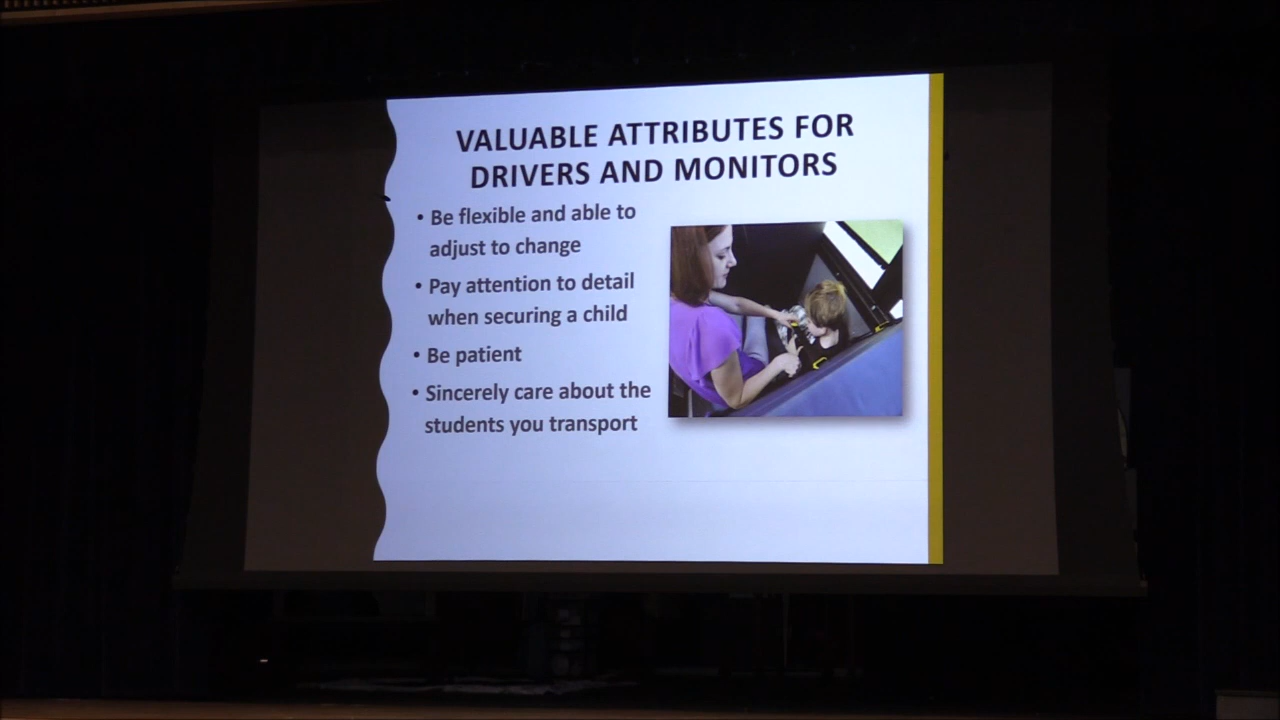 VALUABLE ATTRIBUTES FOR
DRIVERS AND MONITORS
• Be flexible and able to
adjust to change
• Pay attention to detail
when securing a child
• Be patient
• Sincerely care about the
students you transport